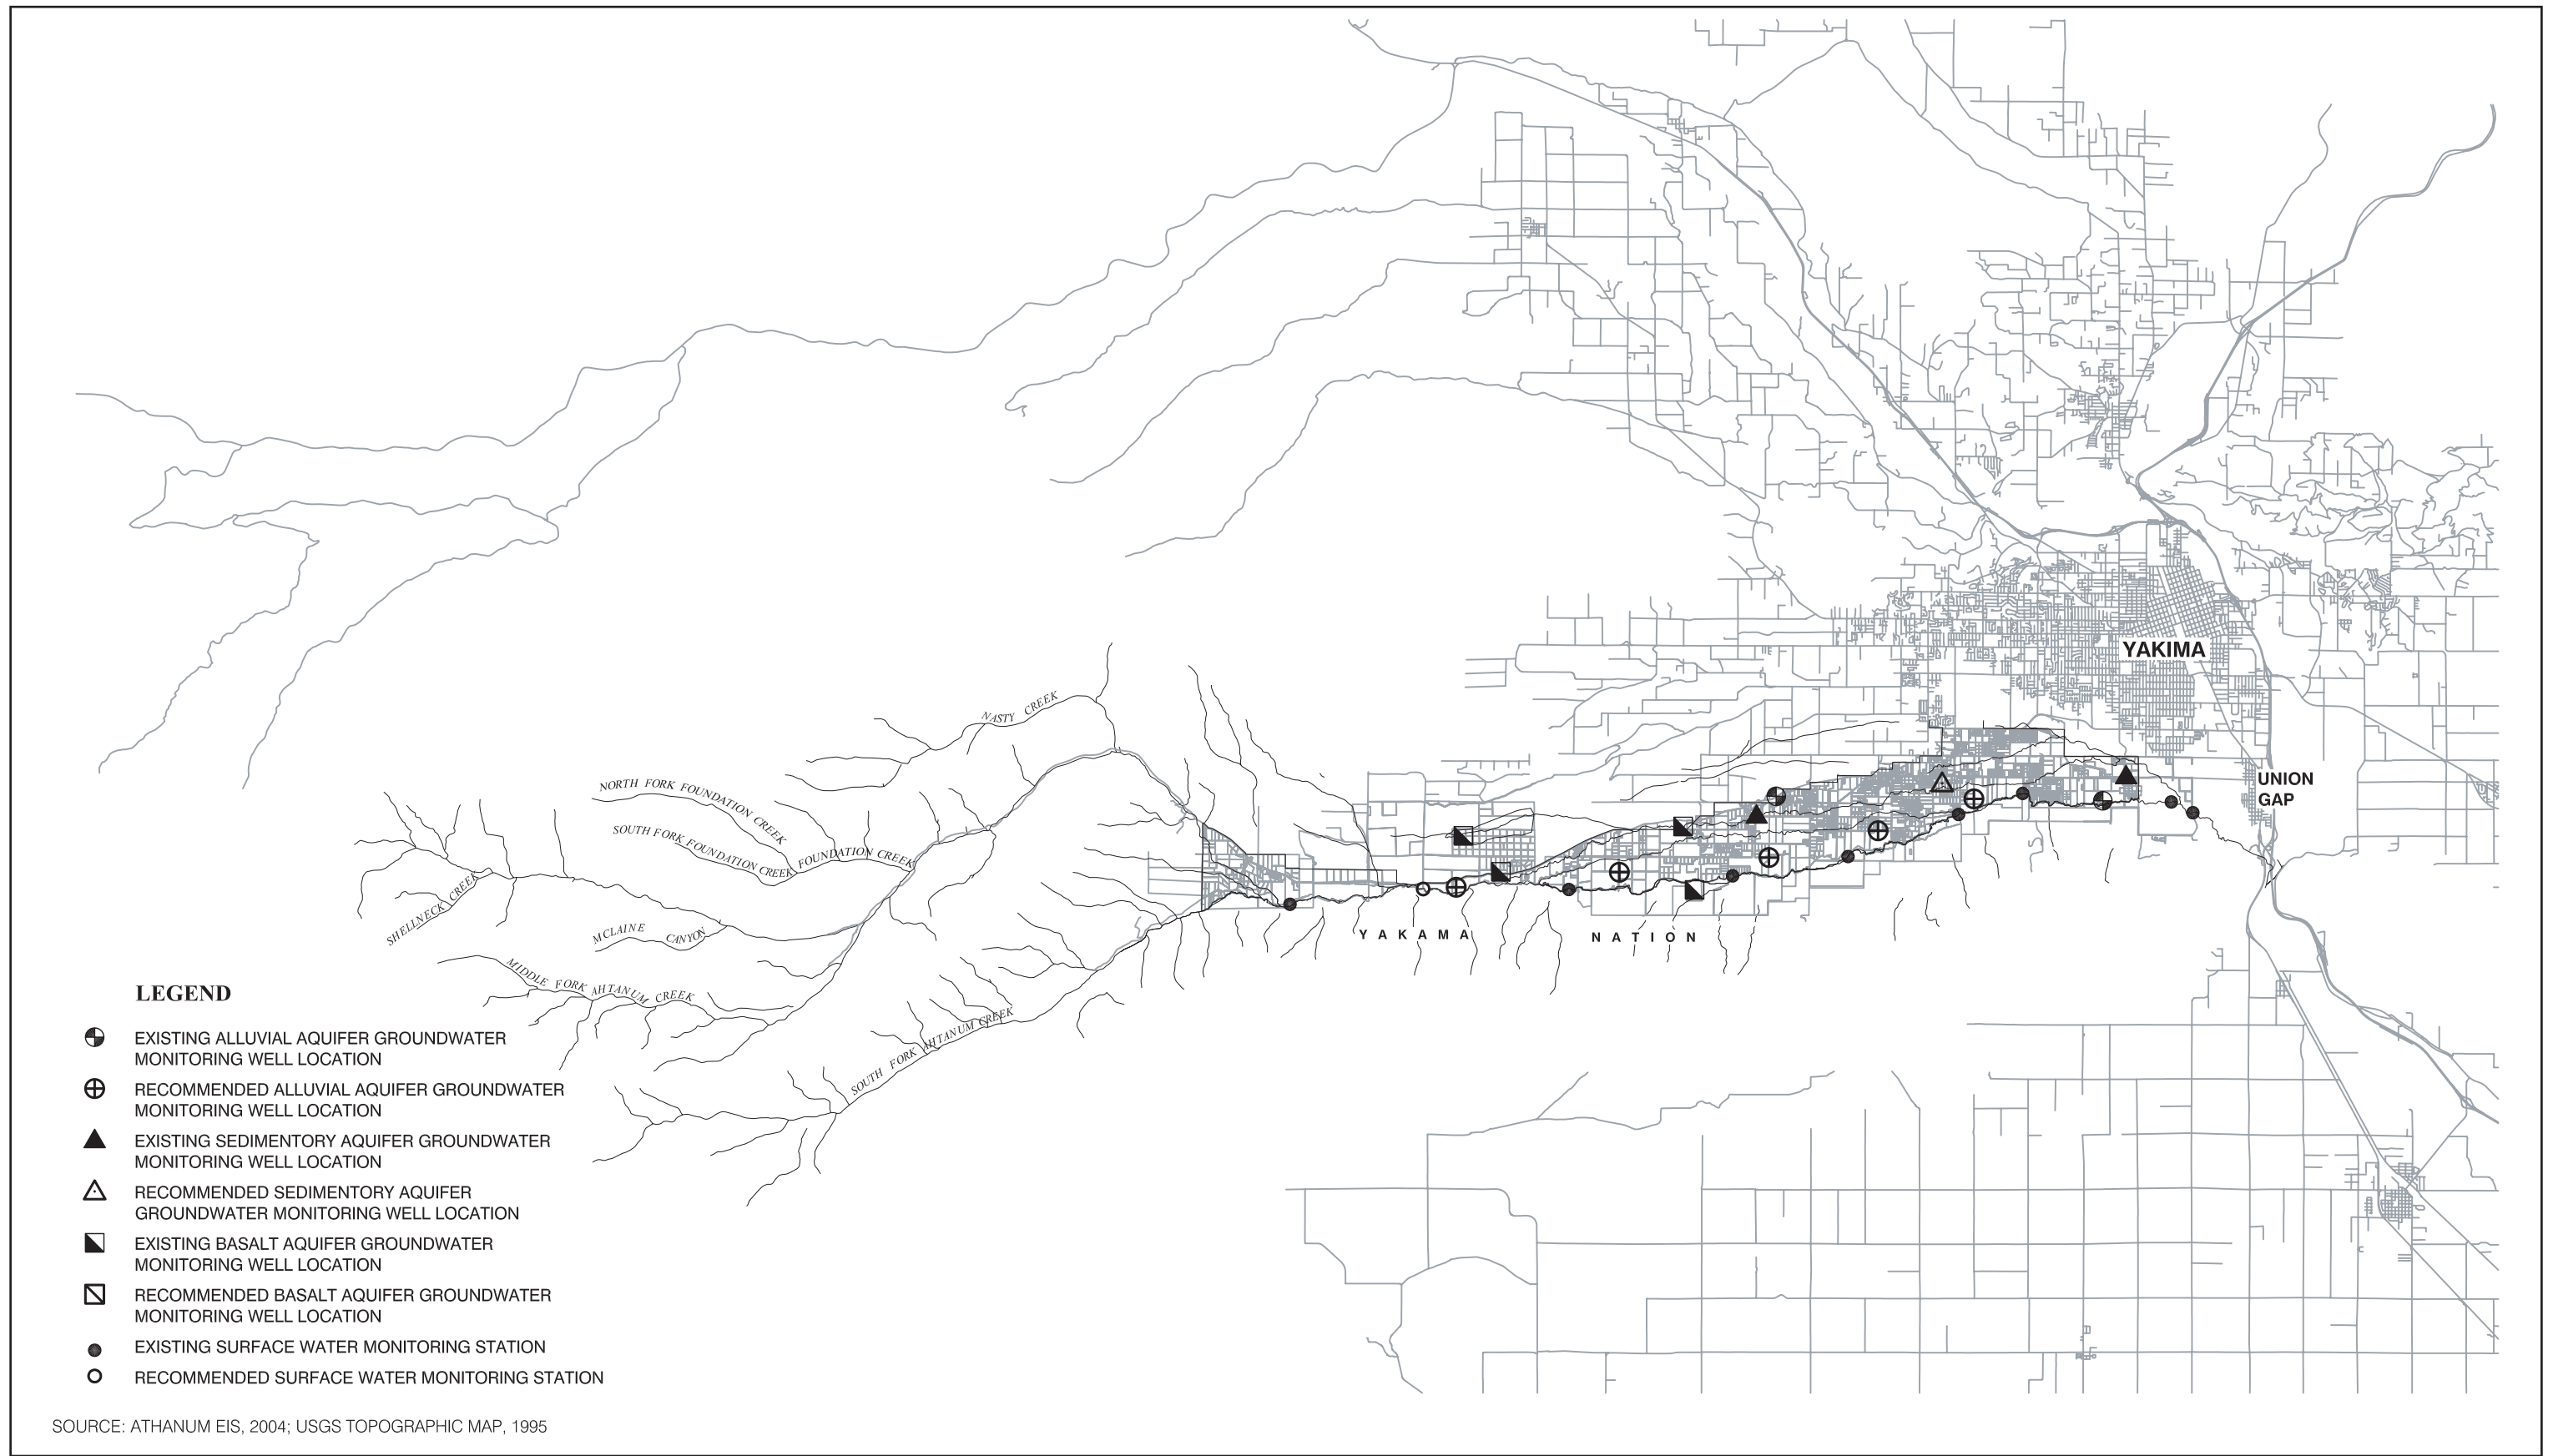 YAKIMA
NASTY CREEK
UNION
GAP
NORTH FORK FOUNDATION CREEK
SOUTH FORK FOUNDATION CREEK
FOUNDATION CREEK
SHELLNECK CREEK
MCLAINE CANYON
YAKAMA NATION
MIDDLE FORK AHTANUM CREEK
SOUTH FORK AHTANUM CREEK
LEGEND
EXISTING ALLUVIAL AQUIFER GROUNDWATER
MONITORING WELL LOCATION
RECOMMENDED ALLUVIAL AQUIFER GROUNDWATER
MONITORING WELL LOCATION
EXISTING SEDIMENTORY AQUIFER GROUNDWATER
MONITORING WELL LOCATION
RECOMMENDED SEDIMENTORY AQUIFER
GROUNDWATER MONITORING WELL LOCATION
EXISTING BASALT AQUIFER GROUNDWATER
MONITORING WELL LOCATION
RECOMMENDED BASALT AQUIFER GROUNDWATER
MONITORING WELL LOCATION
EXISTING SURFACE WATER MONITORING STATION
RECOMMENDED SURFACE WATER MONITORING STATION
SOURCE: ATHANUM EIS, 2004; USGS TOPOGRAPHIC MAP, 1995